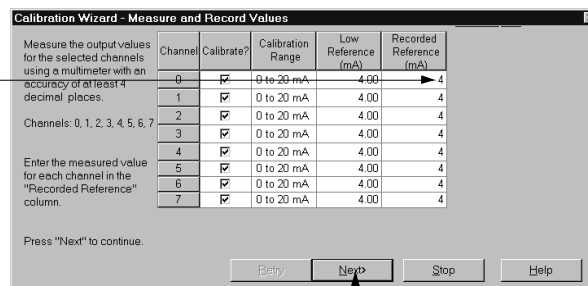 Calibration Wizard - Measure and Record Values
Measure the output values
for the selected channels
using a multimeter with an
accuracy of at least 4
decimal places.
Channels: 0, 1, 2, 3, 4, 5, 6, 7
Enter the measured value
for each channel in the
"Recorded Reference"
column.
Press "Next" to continue.
Channel Calibrate? Calibration Range Low Reference (mA) Recorded Reference (mA)
0 0 to 20 mA 4.00 4
1 0 to 20 mA 4.00 4
2 0 to 20 mA 4.00 4
3 0 to 20 mA 4.00 4
4 0 to 20 mA 4.00 4
5 0 to 20 mA 4.00 4
6 0 to 20 mA 4.00 4
7 0 to 20 mA 4.00 4
Retry Next> Stop Help